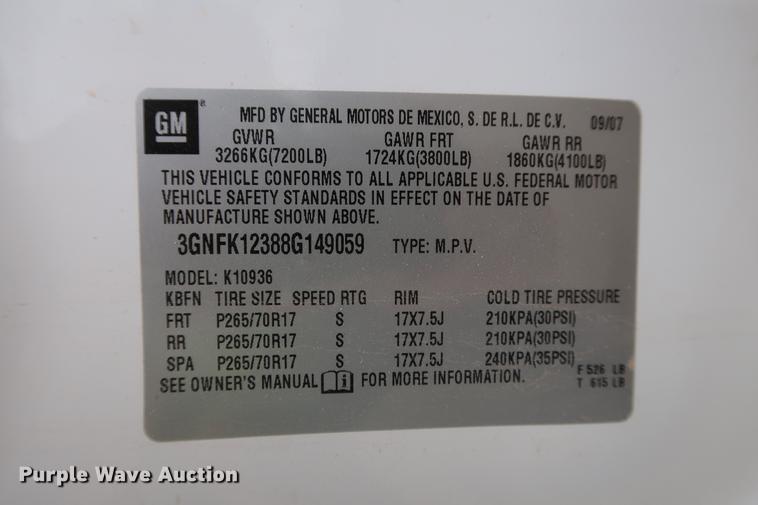 GM ®
MFD BY GENERAL MOTORS DE MEXICO, S. DE R.L. DE C.V. 09/07
GVWR GAWR FRT GAWR RR
3266KG(7200LB) 1724KG(3800LB) 1860KG(4100LB)
THIS VEHICLE CONFORMS TO ALL APPLICABLE U.S. FEDERAL MOTOR
VEHICLE SAFETY STANDARDS IN EFFECT ON THE DATE OF
MANUFACTURE SHOWN ABOVE.
3GNFK12388G149059 TYPE: M.P.V.
MODEL: K10936
KBFN TIRE SIZE SPEED RTG RIM COLD TIRE PRESSURE
FRT P265/70R17 S 17X7.5J 210KPA(30PSI)
RR P265/70R17 S 17X7.5J 210KPA(30PSI)
SPA P265/70R17 S 17X7.5J 240KPA(35PSI)
SEE OWNER'S MANUAL i FOR MORE INFORMATION.
F 526 LB
T 615 LB
Purple Wave Auction